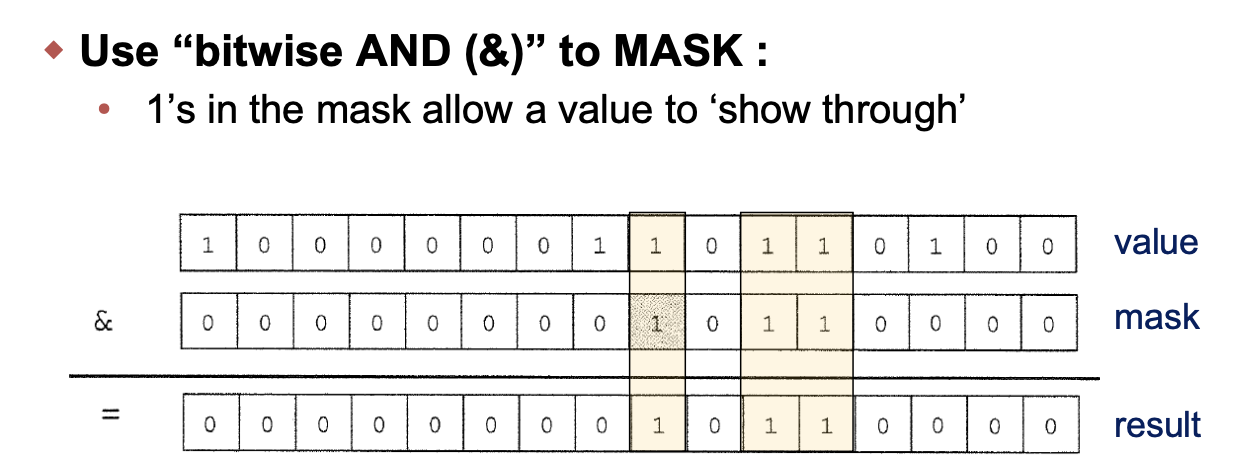 Use “bitwise AND (&)” to MASK :
1’s in the mask allow a value to ‘show through’
1 0 0 0 0 0 0 1 1 0 1 1 0 1 0 0 value
& 0 0 0 0 0 0 0 0 1 0 1 1 0 0 0 0 mask
= 0 0 0 0 0 0 0 0 1 0 1 1 0 0 0 0 result